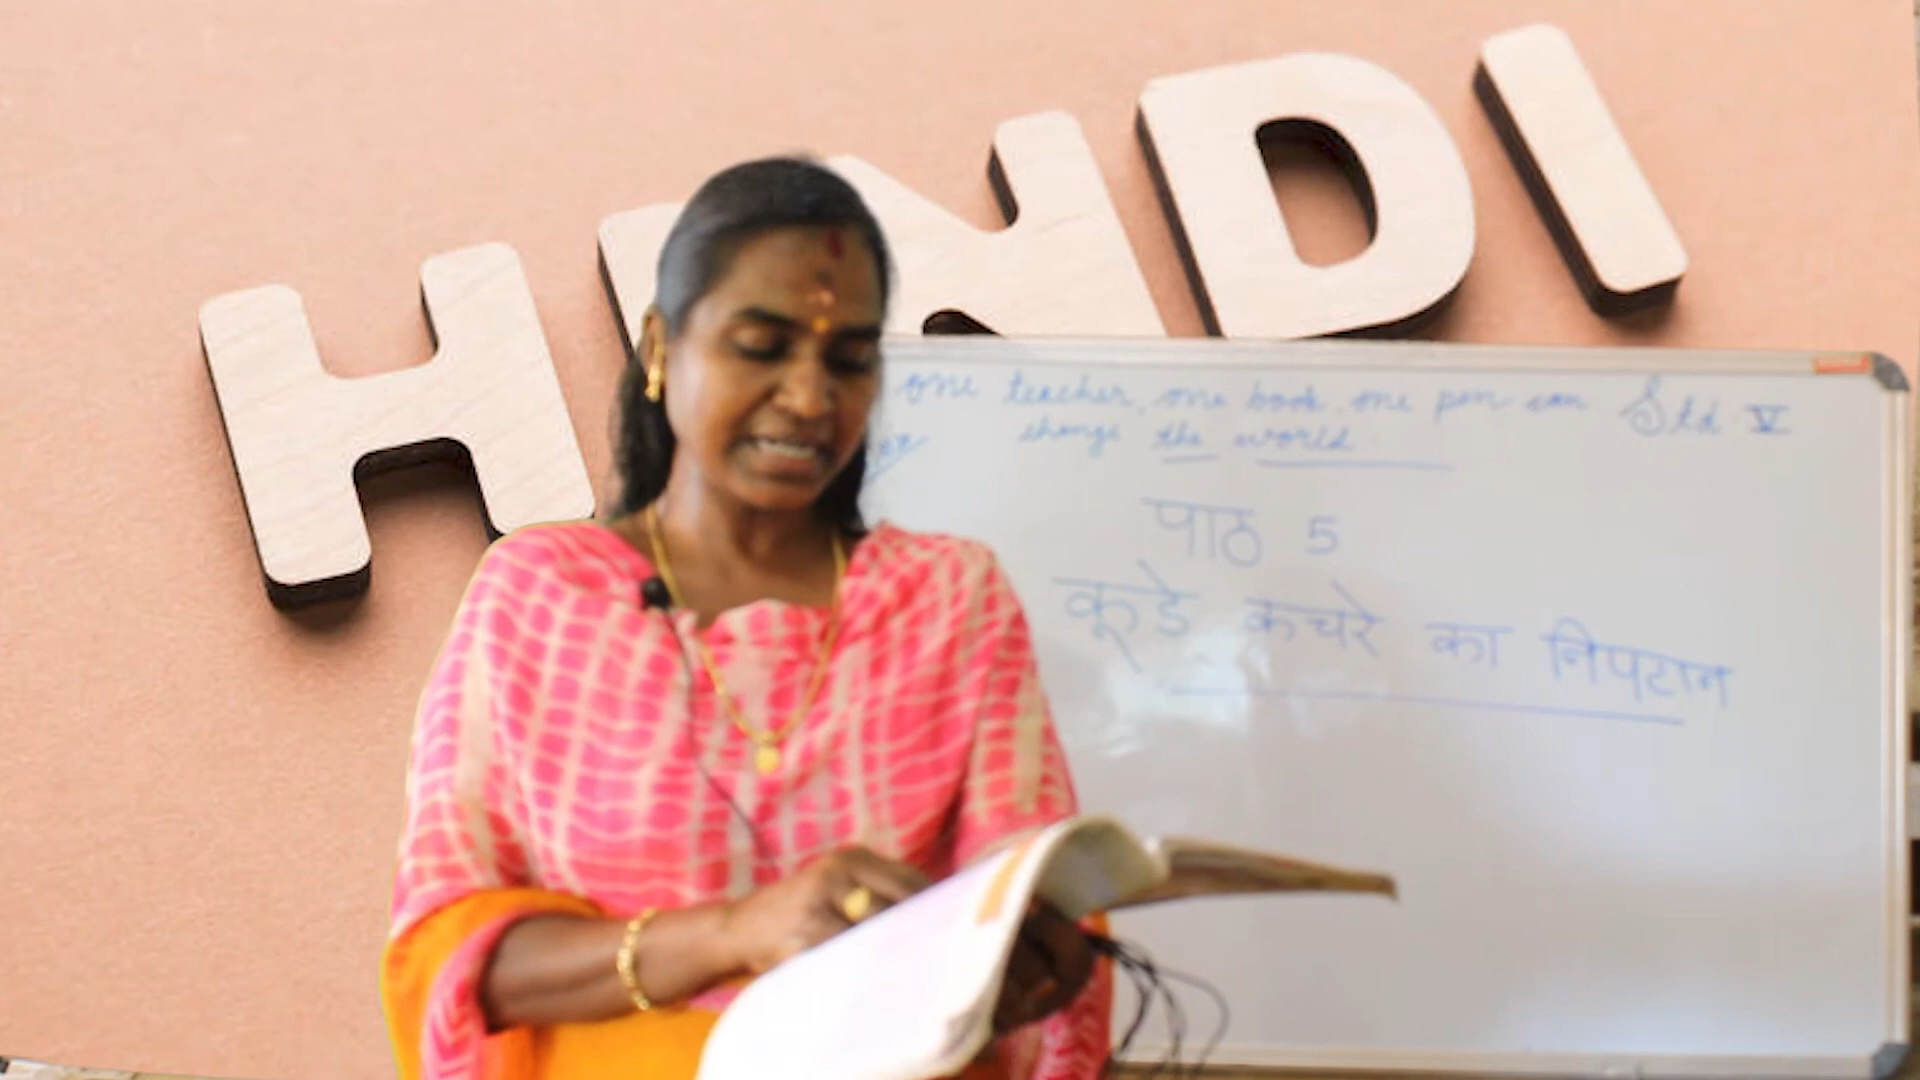 HINDI
one teacher, one book, one pen can Std V
change the world
पाठ 5
कूडे कचरे का निपटान